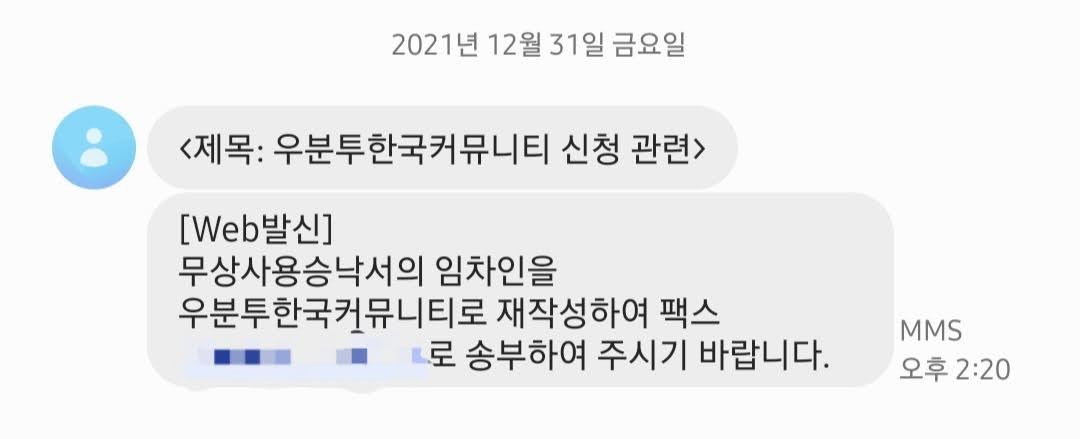 2021년 12월 31일 금요일
<제목: 우분투한국커뮤니티 신청 관련>
[Web발신]
무상사용승낙서의 임차인을
우분투한국커뮤니티로 재작성하여 팩스
로 송부하여 주시기 바랍니다.
MMS
오후 2:20